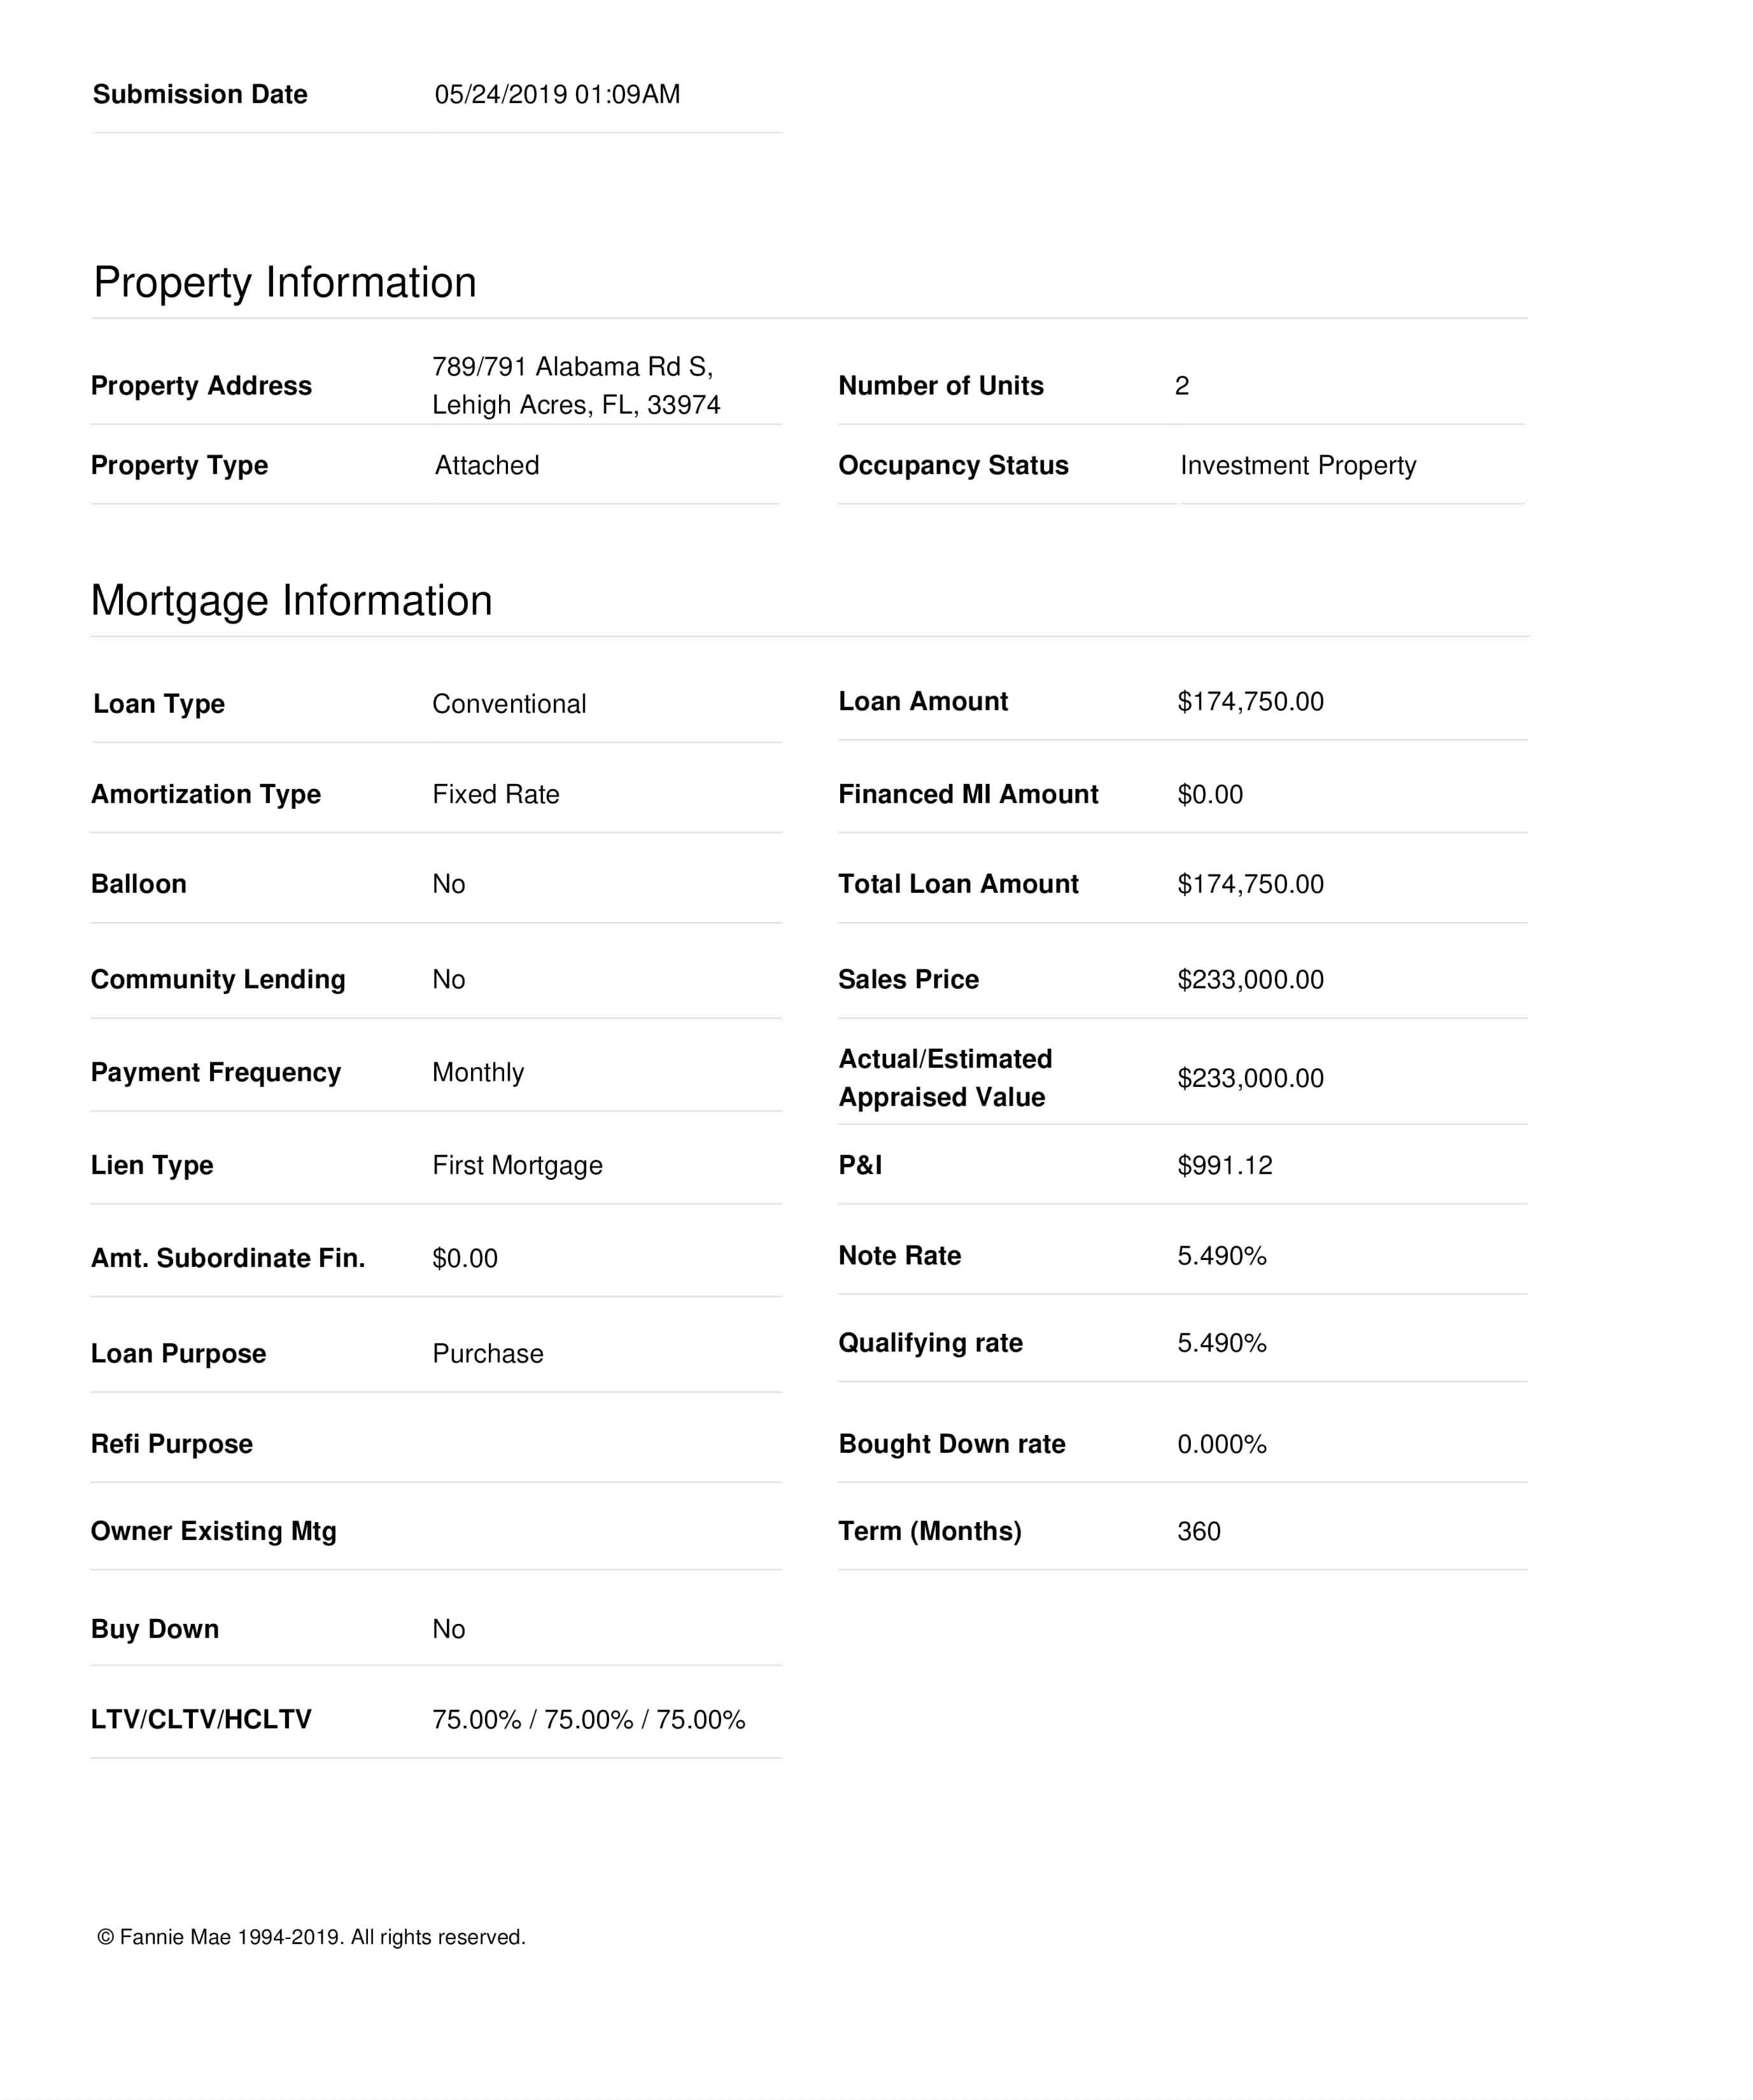 Submission Date 05/24/2019 01:09AM
Property Information
Property Address 789/791 Alabama Rd S,
Lehigh Acres, FL, 33974
Number of Units 2
Property Type Attached
Occupancy Status Investment Property
Mortgage Information
Loan Type Conventional
Loan Amount $174,750.00
Amortization Type Fixed Rate
Financed MI Amount $0.00
Balloon No
Total Loan Amount $174,750.00
Community Lending No
Sales Price $233,000.00
Payment Frequency Monthly
Actual/Estimated
Appraised Value $233,000.00
Lien Type First Mortgage
P&I $991.12
Amt. Subordinate Fin. $0.00
Note Rate 5.490%
Loan Purpose Purchase
Qualifying rate 5.490%
Refi Purpose
Bought Down rate 0.000%
Owner Existing Mtg
Term (Months) 360
Buy Down No
LTV/CLTV/HCLTV 75.00% / 75.00% / 75.00%
© Fannie Mae 1994-2019. All rights reserved.